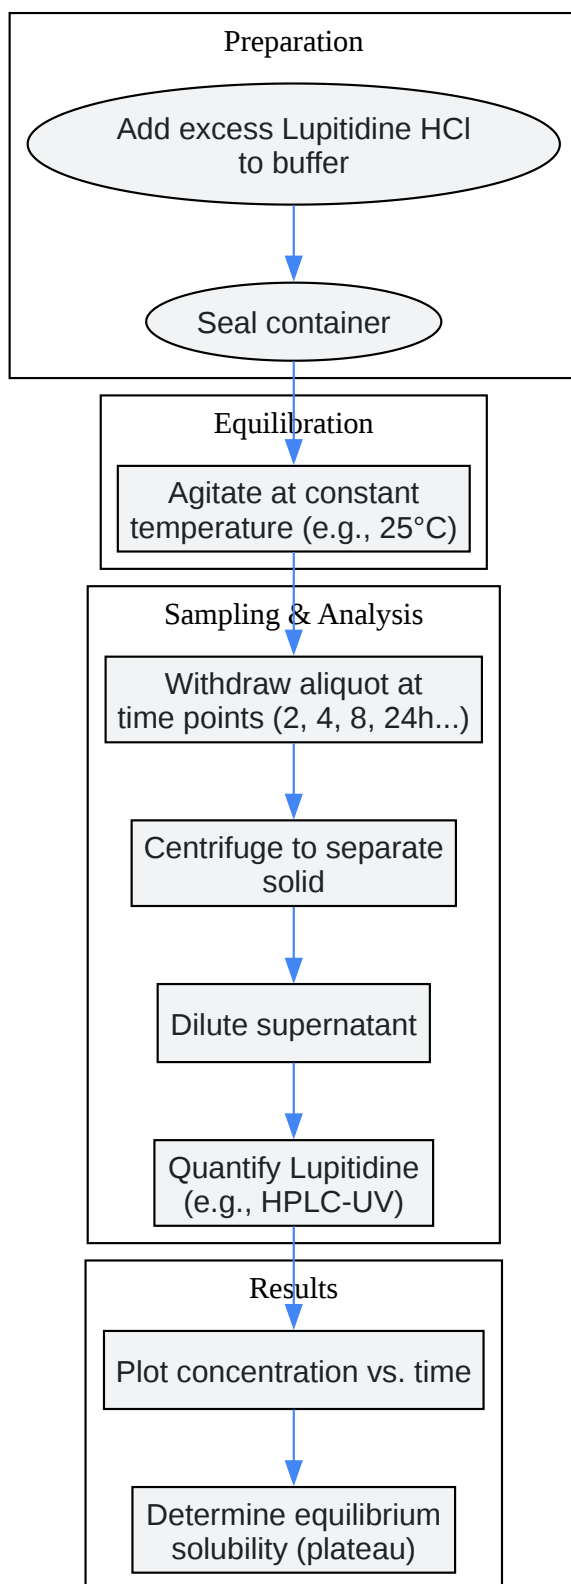 Preparation
Add excess Lupitidine HCl
to buffer
Seal container
Equilibration
Agitate at constant
temperature (e.g., 25°C)
Sampling & Analysis
Withdraw aliquot at
time points (2, 4, 8, 24h...)
Centrifuge to separate
solid
Dilute supernatant
Quantify Lupitidine
(e.g., HPLC-UV)
Results
Plot concentration vs. time
Determine equilibrium
solubility (plateau)